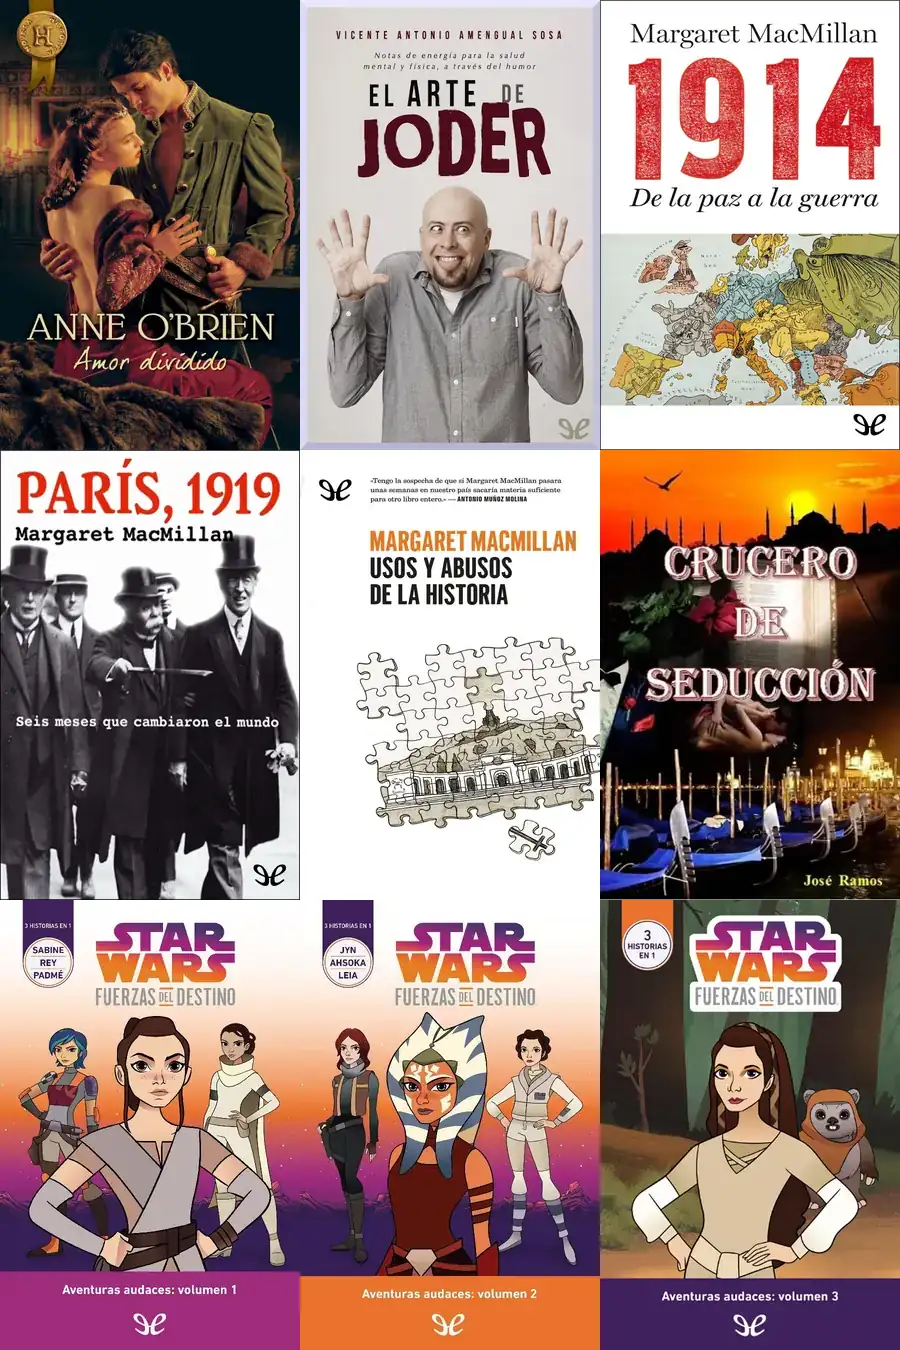 H
ANNE O'BRIEN
Amor dividido
VICENTE ANTONIO AMENGUAL SOSA
Notas de energía para la salud
mental y física, a través del humor
EL ARTE DE
JODER
Margaret MacMillan
1914
De la paz a la guerra
PARÍS, 1919
Margaret MacMillan
Seis meses que cambiaron el mundo
«Tengo la sospecha de que si Margaret MacMillan pasara
unas semanas en nuestro país sacaría materia suficiente
para otro libro entero.» — ANTONIO MUÑOZ MOLINA
MARGARET MACMILLAN
USOS Y ABUSOS
DE LA HISTORIA
CRUCERO
DE
SEDUCCIÓN
José Ramos
3 HISTORIAS EN 1
SABINE
REY
PADMÉ
STAR
WARS
FUERZAS DEL DESTINO
Aventuras audaces: volumen 1
3 HISTORIAS EN 1
JYN
AHSOKA
LEIA
STAR
WARS
FUERZAS DEL DESTINO
Aventuras audaces: volumen 2
3
HISTORIAS
EN 1
STAR
WARS
FUERZAS DEL DESTINO
Aventuras audaces: volumen 3